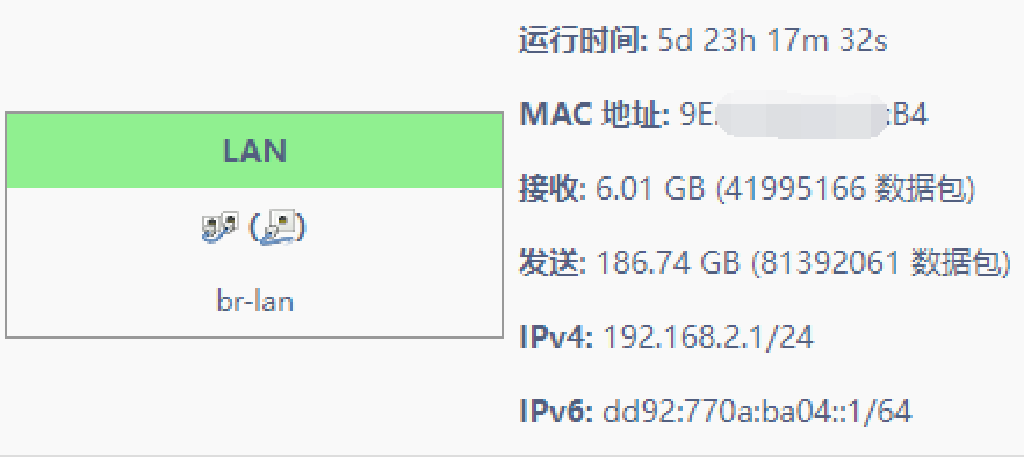 LAN
( )
br-lan
运行时间: 5d 23h 17m 32s
MAC 地址: 9E :B4
接收: 6.01 GB (41995166 数据包)
发送: 186.74 GB (81392061 数据包)
IPv4: 192.168.2.1/24
IPv6: dd92:770a:ba04::1/64